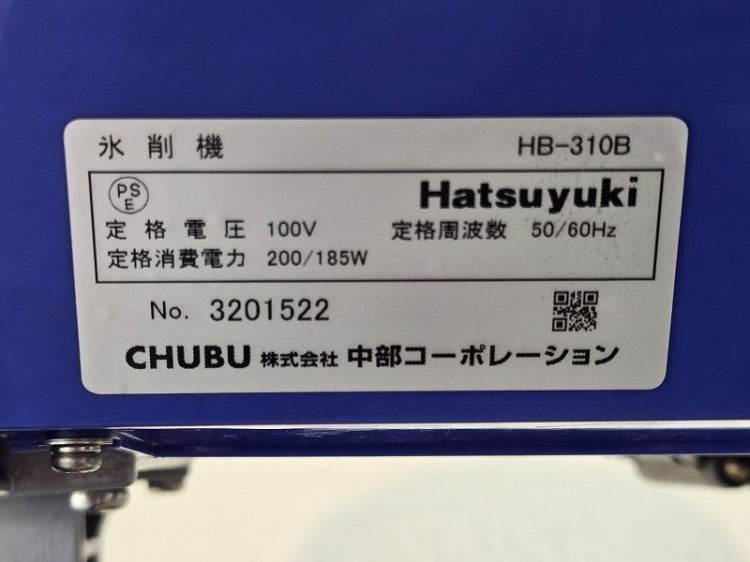 氷削機 HB-310B
PS E Hatsuyuki
定格電圧 100V 定格周波数 50/60Hz
定格消費電力 200/185W
No. 3201522
CHUBU 株式会社 中部コーポレーション